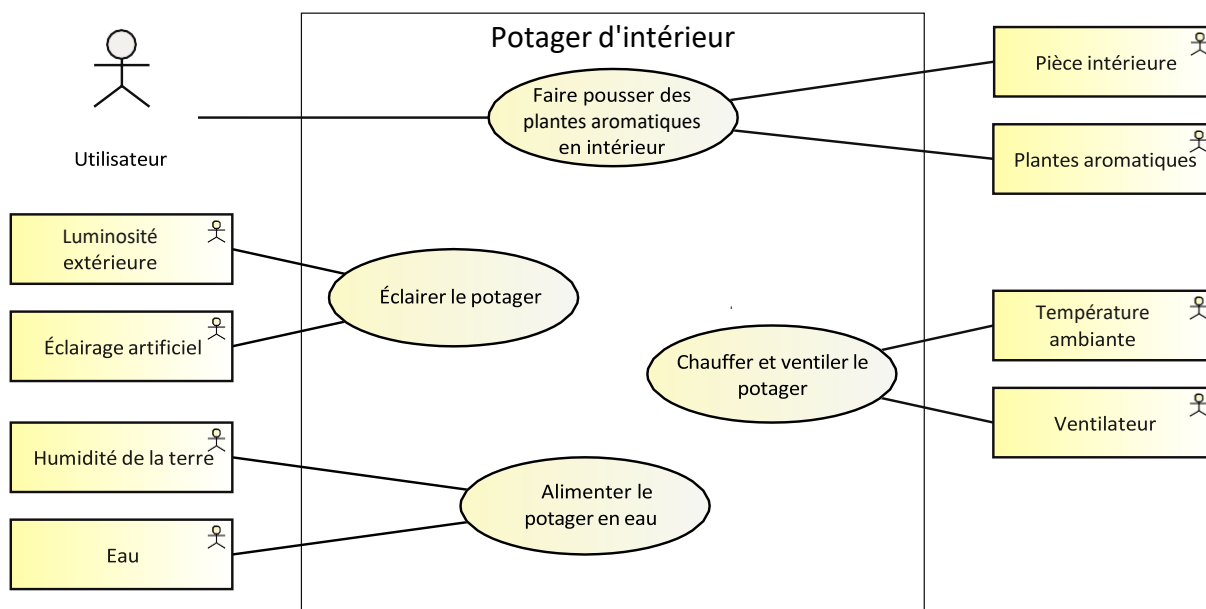 Potager d'intérieur
Utilisateur
Faire pousser des
plantes aromatiques
en intérieur
Pièce intérieure
Plantes aromatiques
Luminosité
extérieure
Éclairage artificiel
Éclairer le potager
Température
ambiante
Chauffer et ventiler le
potager
Ventilateur
Humidité de la terre
Eau
Alimenter le
potager en eau